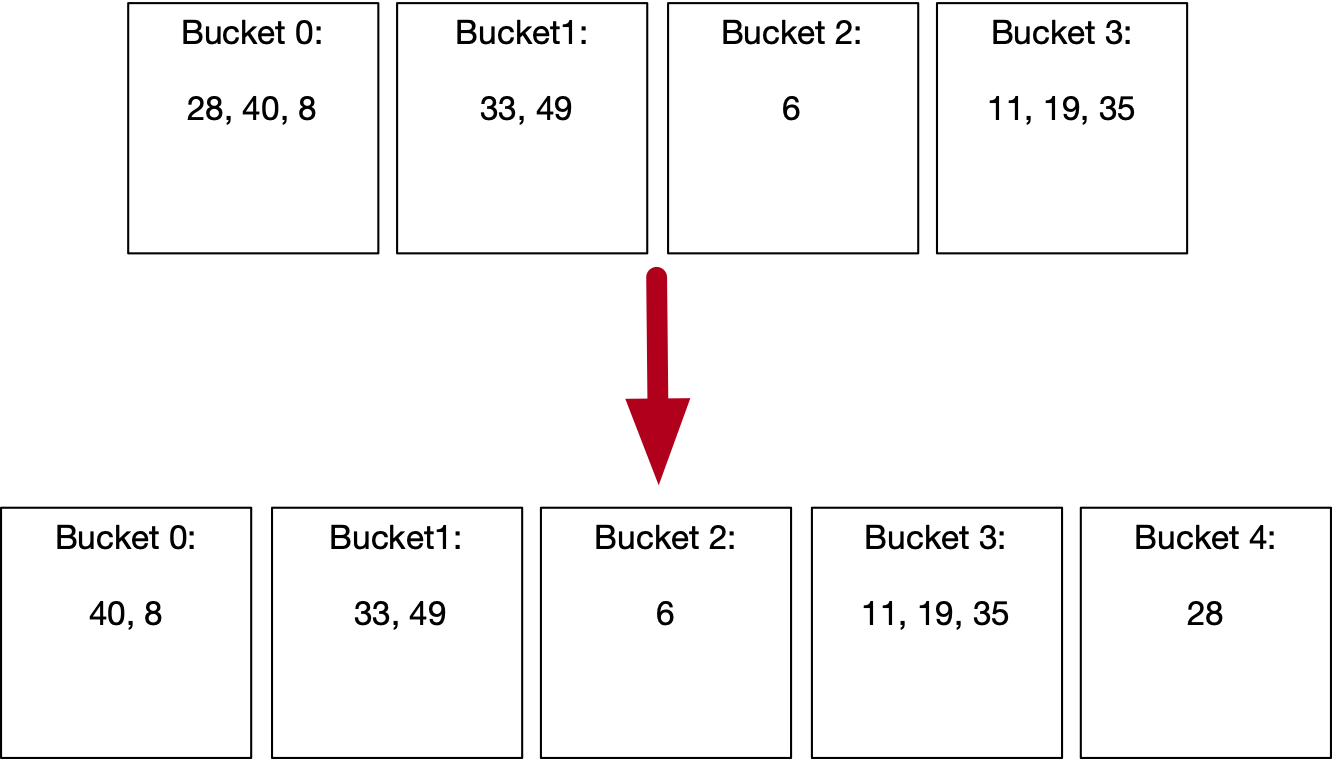 Bucket 0:
28, 40, 8
Bucket1:
33, 49
Bucket 2:
6
Bucket 3:
11, 19, 35
Bucket 0:
40, 8
Bucket1:
33, 49
Bucket 2:
6
Bucket 3:
11, 19, 35
Bucket 4:
28